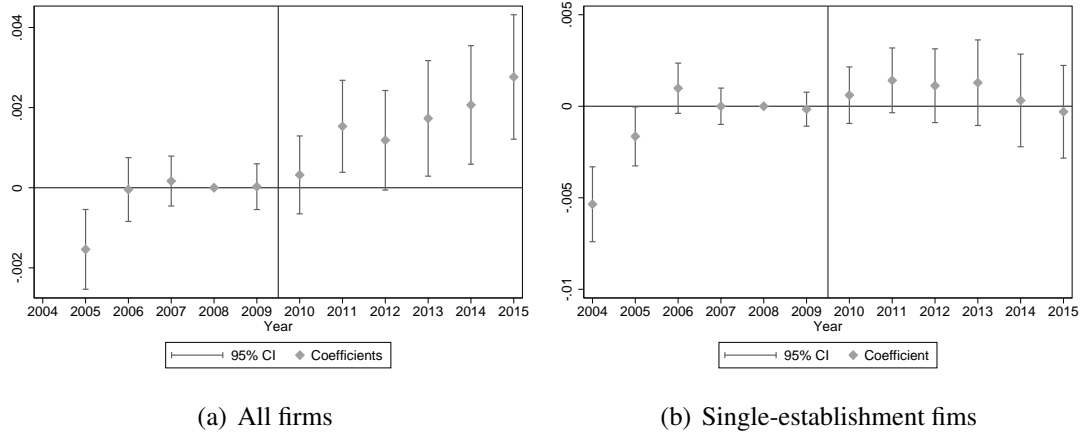 .004
.002
0
-.002
2004 2005 2006 2007 2008 2009 2010 2011 2012 2013 2014 2015
Year
95% CI Coefficients
(a) All firms
.005
0
-.005
-.01
2004 2005 2006 2007 2008 2009 2010 2011 2012 2013 2014 2015
Year
95% CI Coefficient
(b) Single-establishment fims